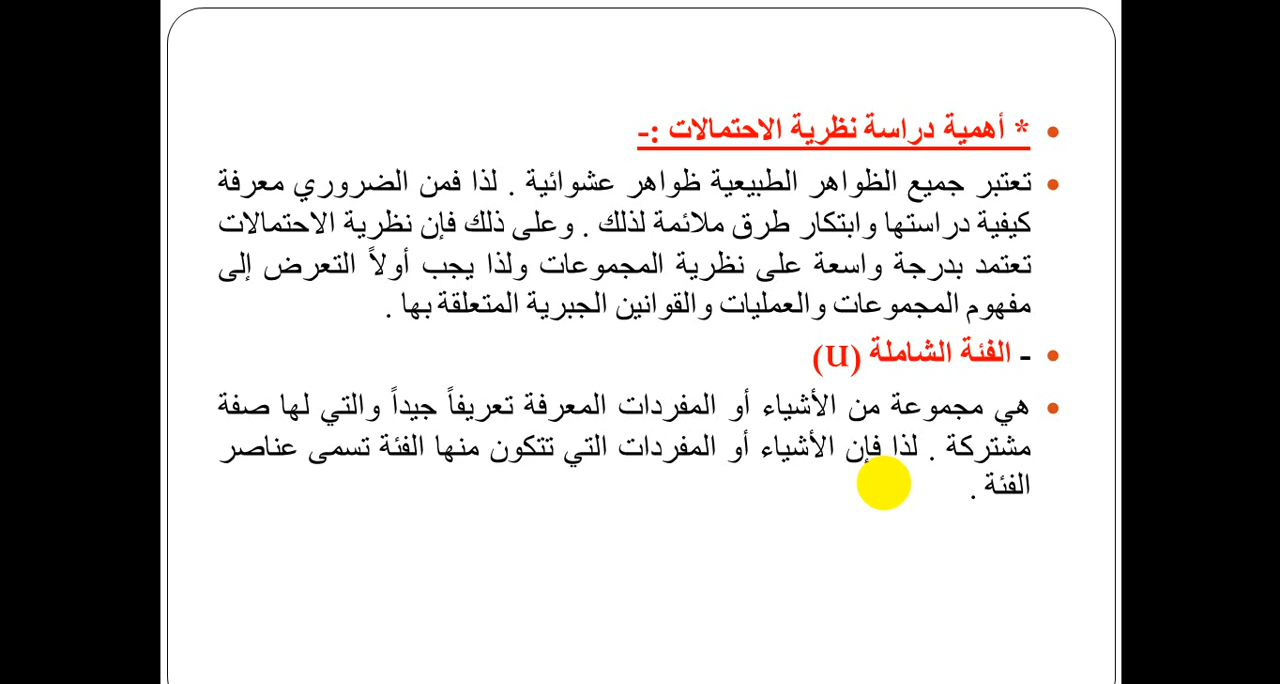 * أهمية دراسة نظرية الاحتمالات :-
تعتبر جميع الظواهر الطبيعية ظواهر عشوائية . لذا فمن الضروري معرفة
كيفية دراستها وابتكار طرق ملائمة لذلك . وعلى ذلك فإن نظرية الاحتمالات
تعتمد بدرجة واسعة على نظرية المجموعات ولذا يجب أولاً التعرض إلى
مفهوم المجموعات والعمليات والقوانين الجبرية المتعلقة بها .
- الفئة الشاملة (U)
هي مجموعة من الأشياء أو المفردات المعرفة تعريفاً جيداً والتي لها صفة
مشتركة . لذا فإن الأشياء أو المفردات التي تتكون منها الفئة تسمى عناصر
الفئة .